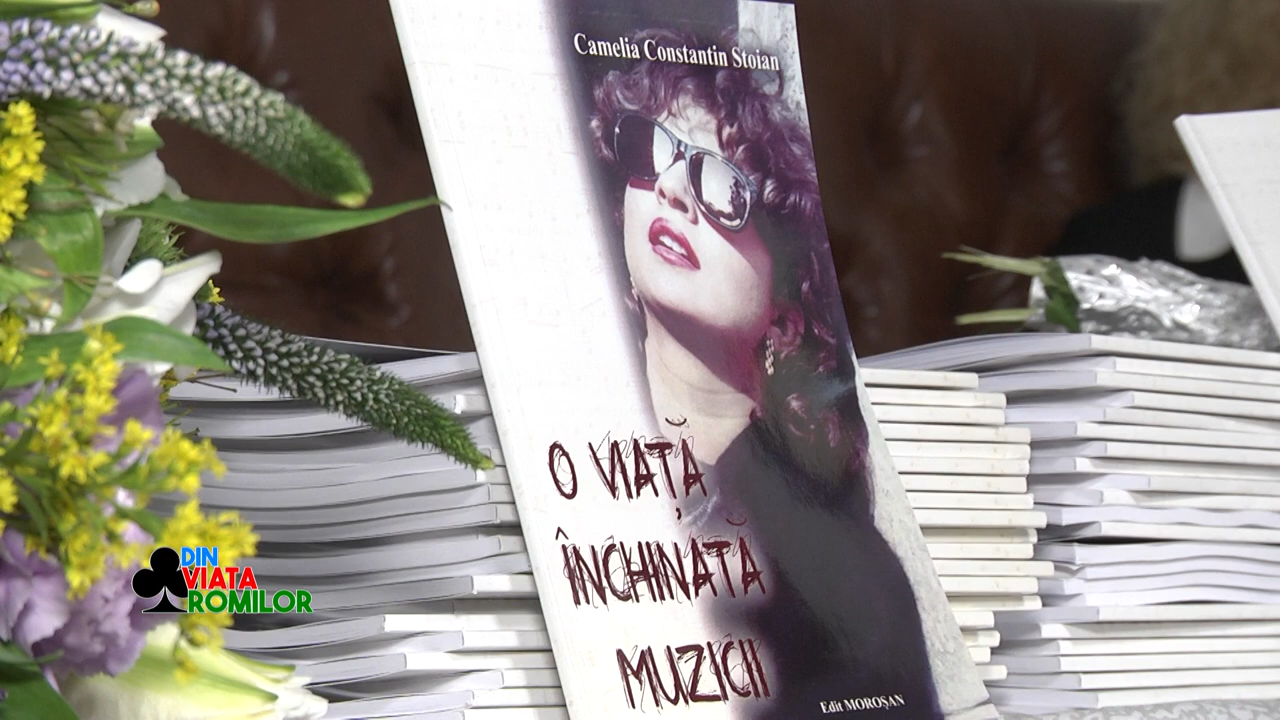 Camelia Constantin Stoian
O VIAȚĂ
ÎNCHINATĂ
MUZICII
Edit MOROȘAN
DIN
VIATA
ROMILOR